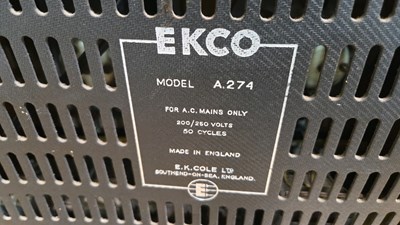 EKCO
MODEL A.274
FOR A.C. MAINS ONLY
200/250 VOLTS
50 CYCLES
MADE IN ENGLAND
E.K.COLE LTD
SOUTHEND-ON-SEA, ENGLAND.
E